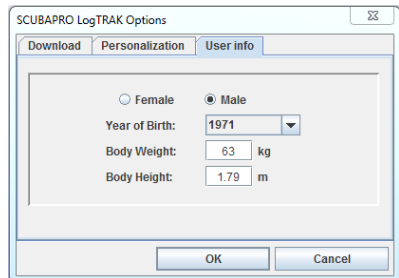 SCUBAPRO LogTRAK Options
Download Personalization User info
Female Male
Year of Birth: 1971
Body Weight: 63 kg
Body Height: 1.79 m
OK Cancel